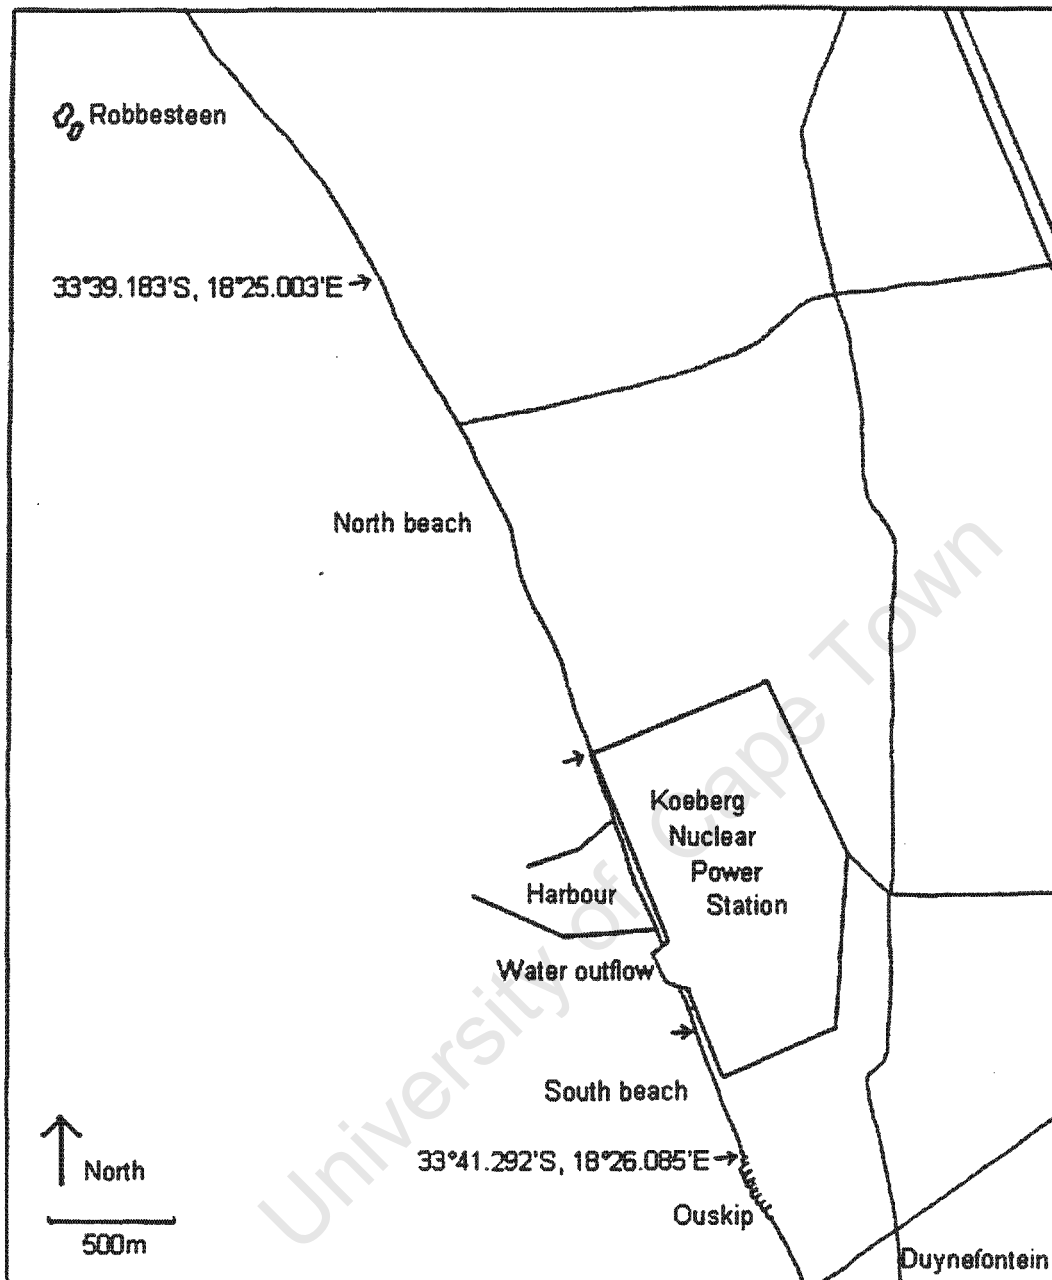 Robbesteen
33°39.183'S, 18°25.003'E
North beach
Koeberg
Nuclear
Power
Station
Harbour
Water outflow
South beach
33°41.292'S, 18°26.085'E
North
Ouskip
500m
Duynefontein
University of Cape Town